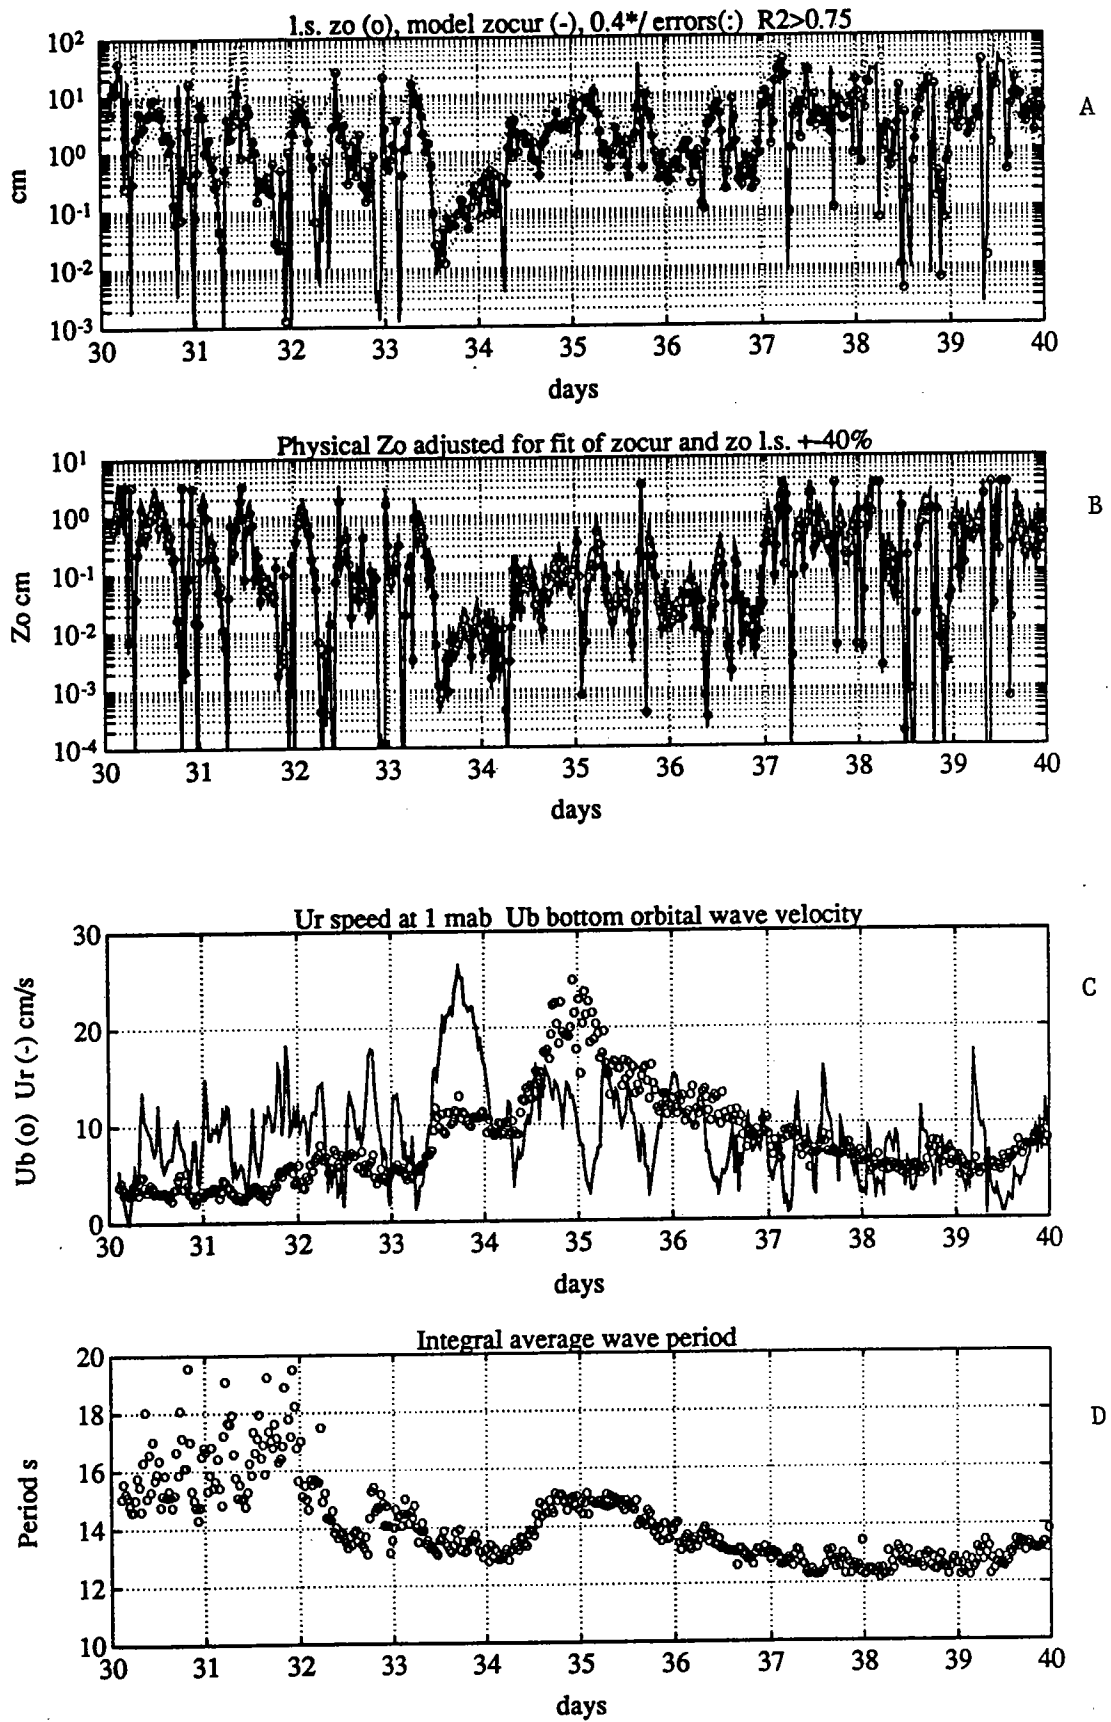 l.s. zo (o), model zocur (-), 0.4*/ errors(:)  R2>0.75
10²
10¹
10⁰
10⁻¹
10⁻²
10⁻³
cm
A
30 31 32 33 34 35 36 37 38 39 40
days
Physical Zo adjusted for fit of zocur and zo l.s. +-40%
10¹
10⁰
10⁻¹
10⁻²
10⁻³
10⁻⁴
Zo cm
B
30 31 32 33 34 35 36 37 38 39 40
days
Ur speed at 1 mab  Ub bottom orbital wave velocity
30
20
10
0
Ub (o)  Ur (-) cm/s
C
30 31 32 33 34 35 36 37 38 39 40
days
Integral average wave period
20
18
16
14
12
10
Period s
D
30 31 32 33 34 35 36 37 38 39 40
days